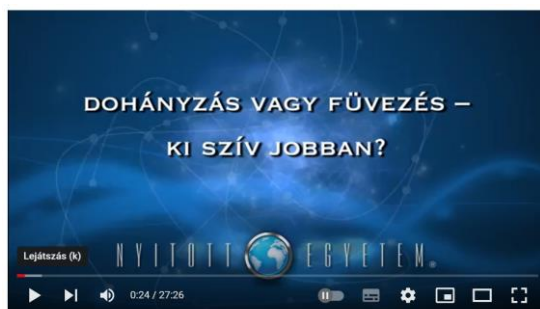 DOHÁNYZÁS VAGY FÜVEZÉS –
KI SZÍV JOBBAN?
Lejátszás (k)
NYITOTT EGYETEM®
0:24 / 27:26